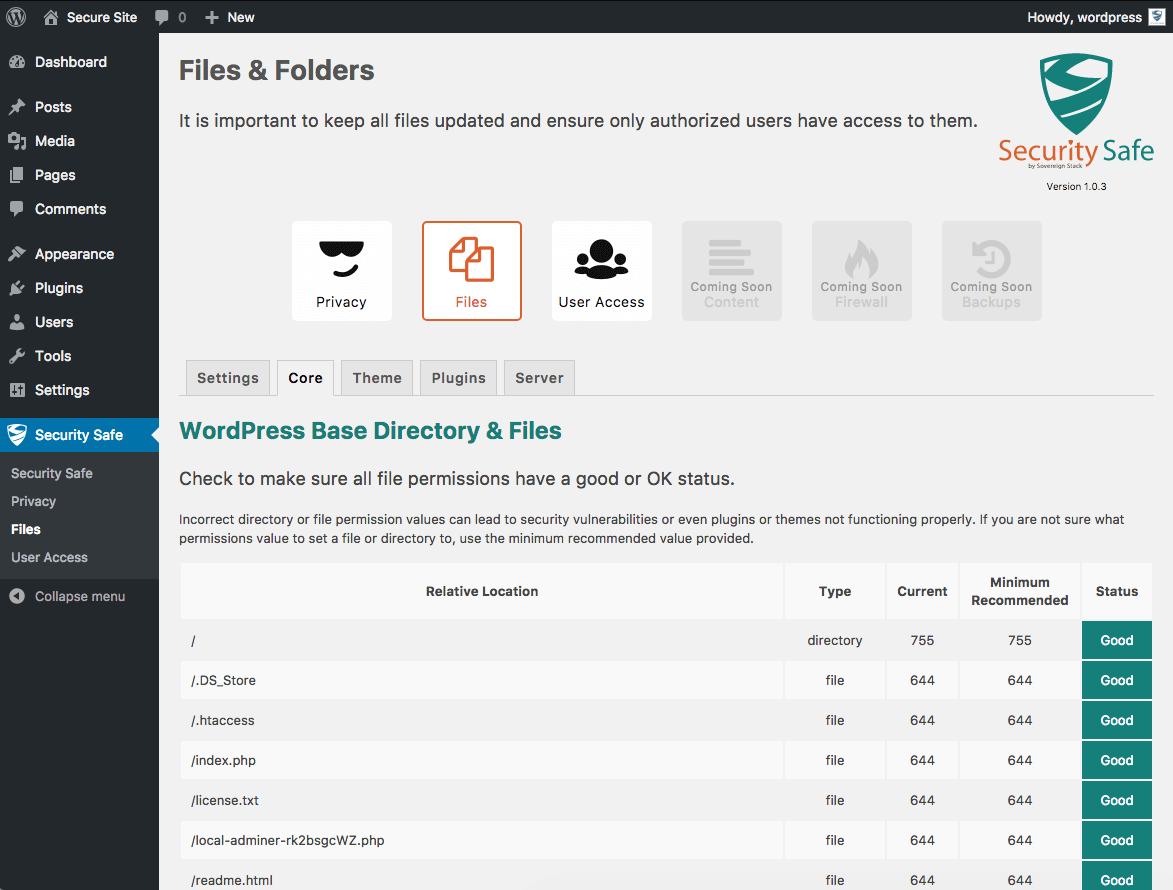 Secure Site 0 New Howdy, wordpress
Dashboard
Posts
Media
Pages
Comments
Appearance
Plugins
Users
Tools
Settings
Security Safe
Security Safe
Privacy
Files
User Access
Collapse menu
Files & Folders
It is important to keep all files updated and ensure only authorized users have access to them.
Security Safe
by Sovereign Stack
Version 1.0.3
Privacy
Files
User Access
Coming Soon
Content
Coming Soon
Firewall
Coming Soon
Backups
Settings Core Theme Plugins Server
WordPress Base Directory & Files
Check to make sure all file permissions have a good or OK status.
Incorrect directory or file permission values can lead to security vulnerabilities or even plugins or themes not functioning properly. If you are not sure what
permissions value to set a file or directory to, use the minimum recommended value provided.
Relative Location Type Current Minimum Recommended Status
/ directory 755 755 Good
/.DS_Store file 644 644 Good
/.htaccess file 644 644 Good
/index.php file 644 644 Good
/license.txt file 644 644 Good
/local-adminer-rk2bsgcWZ.php file 644 644 Good
/readme.html file 644 644 Good